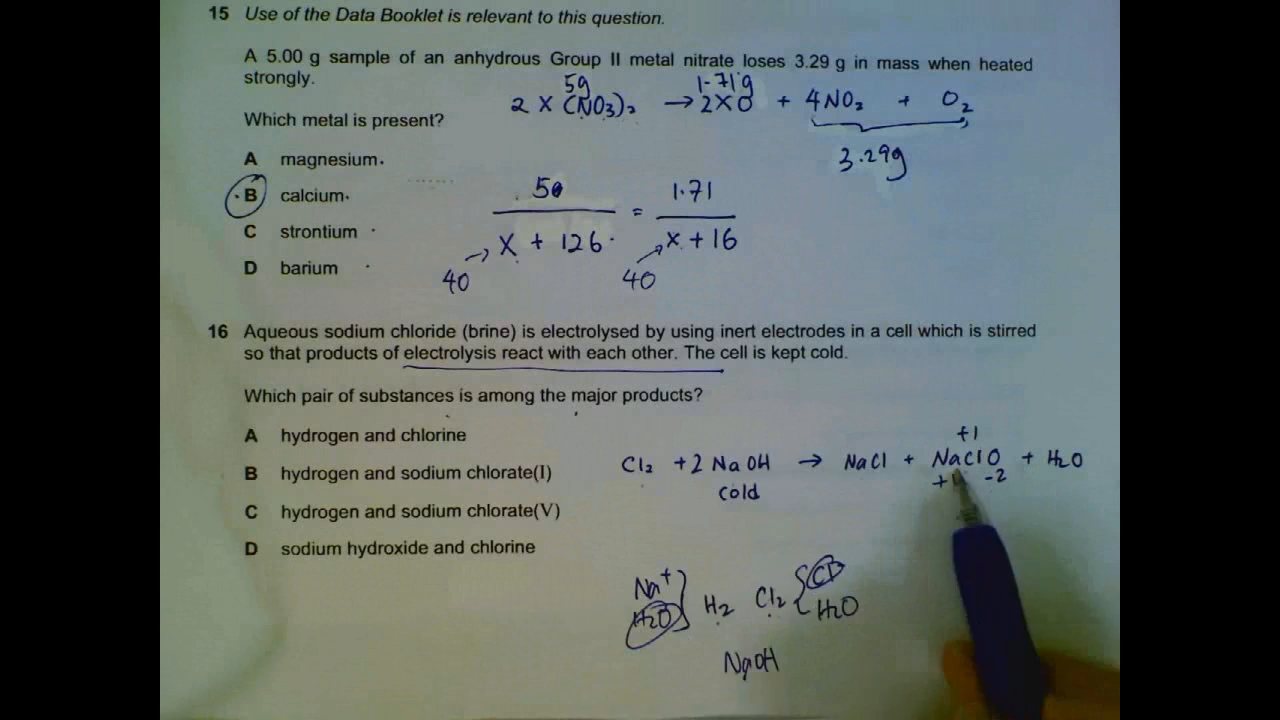 15 Use of the Data Booklet is relevant to this question.
A 5.00 g sample of an anhydrous Group II metal nitrate loses 3.29 g in mass when heated
strongly.
5g 1.71g
2 X (NO3)2 → 2XO + 4NO2 + O2
3.29g
Which metal is present?
A magnesium
B calcium
C strontium
D barium
5 = 1.71
X + 126 x + 16
40 40
16 Aqueous sodium chloride (brine) is electrolysed by using inert electrodes in a cell which is stirred
so that products of electrolysis react with each other. The cell is kept cold.
Which pair of substances is among the major products?
A hydrogen and chlorine
B hydrogen and sodium chlorate(I)
C hydrogen and sodium chlorate(V)
D sodium hydroxide and chlorine
+1
Cl2 + 2 NaOH → NaCl + NaClO + H2O
cold +1 -2
Na+ H2 Cl2 Cl-
H2O H2O
NaOH